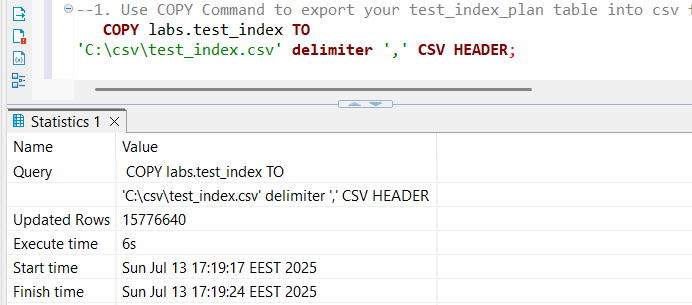 --1. Use COPY Command to export your test_index_plan table into csv
COPY labs.test_index TO
'C:\csv\test_index.csv' delimiter ',' CSV HEADER;
Statistics 1
Name Value
Query COPY labs.test_index TO
'C:\csv\test_index.csv' delimiter ',' CSV HEADER
Updated Rows 15776640
Execute time 6s
Start time Sun Jul 13 17:19:17 EEST 2025
Finish time Sun Jul 13 17:19:24 EEST 2025